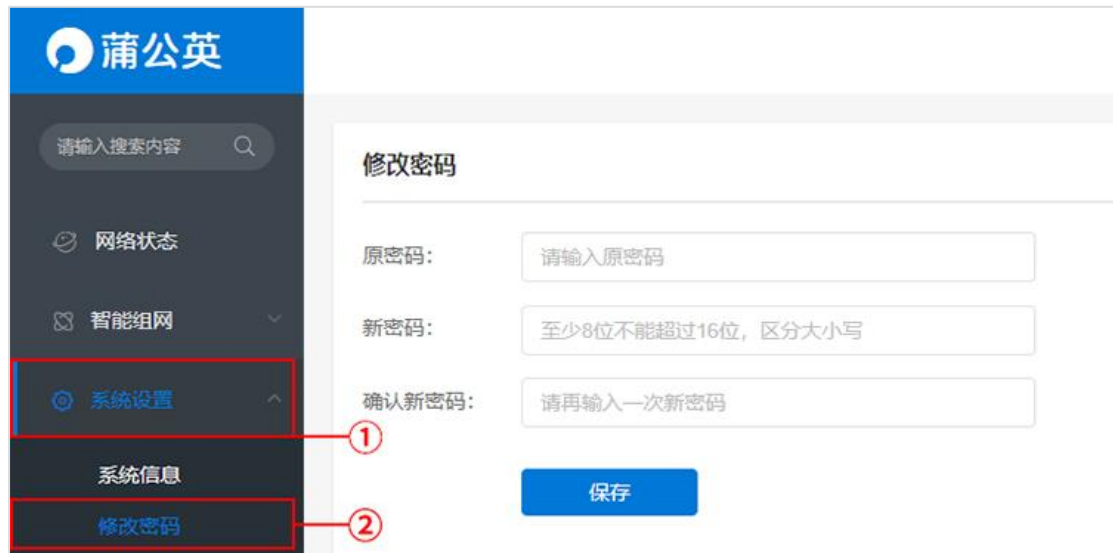 蒲公英
请输入搜索内容
修改密码
网络状态
原密码：
请输入原密码
智能组网
新密码：
至少8位不能超过16位，区分大小写
系统设置
确认新密码：
请再输入一次新密码
①
系统信息
保存
修改密码
②